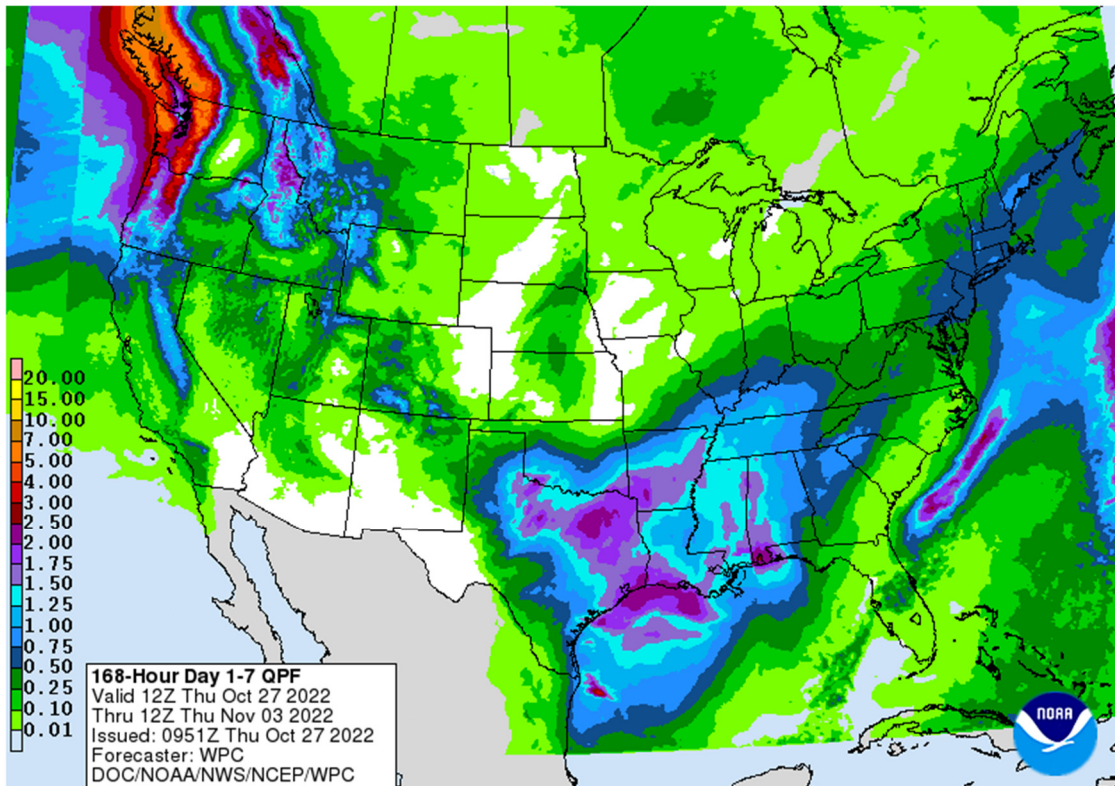 20.00
15.00
10.00
7.00
5.00
4.00
3.00
2.50
2.00
1.75
1.50
1.25
1.00
0.75
0.50
0.25
0.10
0.01
168-Hour Day 1-7 QPF
Valid 12Z Thu Oct 27 2022
Thru 12Z Thu Nov 03 2022
Issued: 0951Z Thu Oct 27 2022
Forecaster: WPC
DOC/NOAA/NWS/NCEP/WPC
NOAA